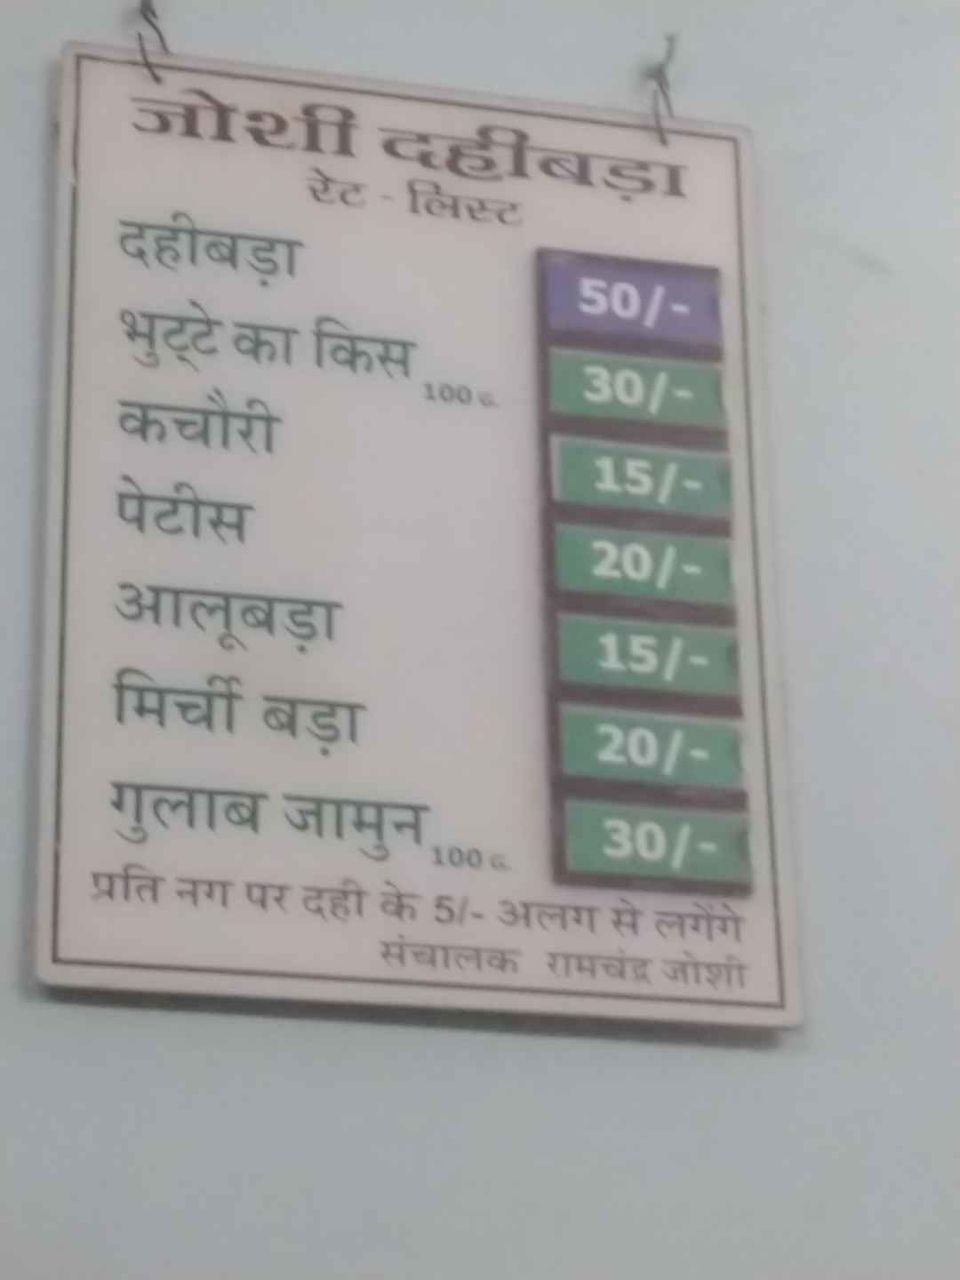 जोशी दहीबड़ा
रेट - लिस्ट
दहीबड़ा 50/-
भुट्टे का किस 100 G. 30/-
कचौरी 15/-
पेटीस 20/-
आलूबड़ा 15/-
मिर्ची बड़ा 20/-
गुलाब जामुन 100 G. 30/-
प्रति नग पर दही के 5/- अलग से लगेंगे
संचालक रामचंद्र जोशी